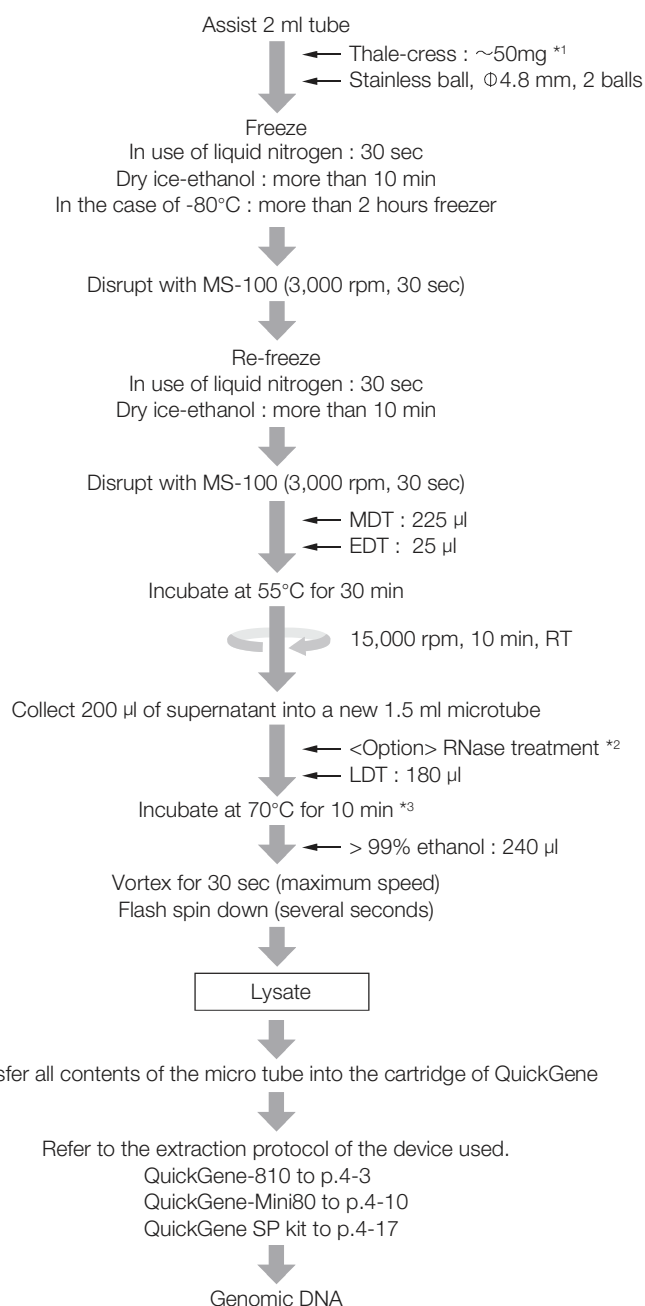 Assist 2 ml tube
Thale-cress : ～50mg *1
Stainless ball, Φ4.8 mm, 2 balls
Freeze
In use of liquid nitrogen : 30 sec
Dry ice-ethanol : more than 10 min
In the case of -80°C : more than 2 hours freezer
Disrupt with MS-100 (3,000 rpm, 30 sec)
Re-freeze
In use of liquid nitrogen : 30 sec
Dry ice-ethanol : more than 10 min
Disrupt with MS-100 (3,000 rpm, 30 sec)
MDT : 225 μl
EDT : 25 μl
Incubate at 55°C for 30 min
15,000 rpm, 10 min, RT
Collect 200 μl of supernatant into a new 1.5 ml microtube
<Option> RNase treatment *2
LDT : 180 μl
Incubate at 70°C for 10 min *3
> 99% ethanol : 240 μl
Vortex for 30 sec (maximum speed)
Flash spin down (several seconds)
Lysate
sfer all contents of the micro tube into the cartridge of QuickGene
Refer to the extraction protocol of the device used.
QuickGene-810 to p.4-3
QuickGene-Mini80 to p.4-10
QuickGene SP kit to p.4-17
Genomic DNA